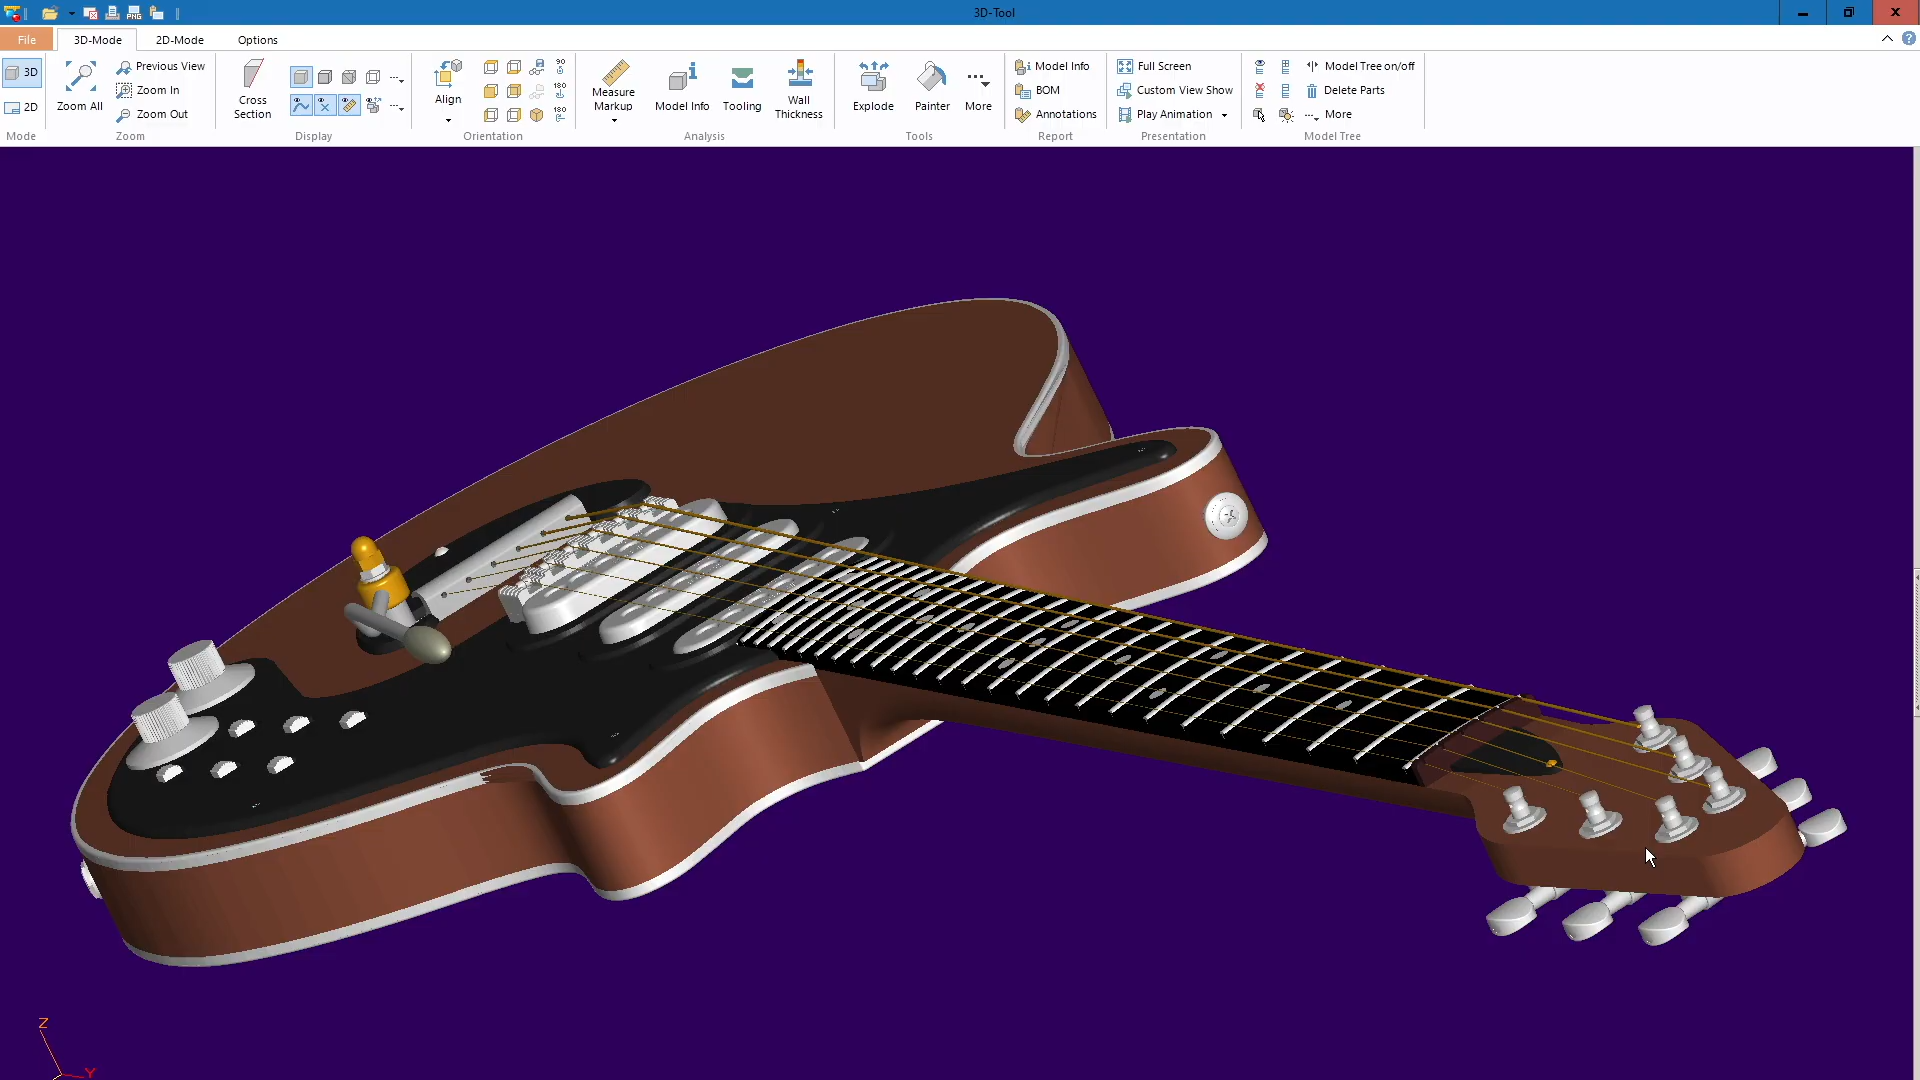 3D-Tool
File 3D-Mode 2D-Mode Options
3D
2D
Mode
Zoom All
Previous View
Zoom In
Zoom Out
Zoom
Cross
Section
Display
Align
90
180
180
Orientation
Measure
Markup
Model Info
Tooling
Wall
Thickness
Analysis
Explode
Painter
More
Tools
Model Info
BOM
Annotations
Report
Full Screen
Custom View Show
Play Animation
Presentation
Model Tree on/off
Delete Parts
More
Model Tree
Z
Y